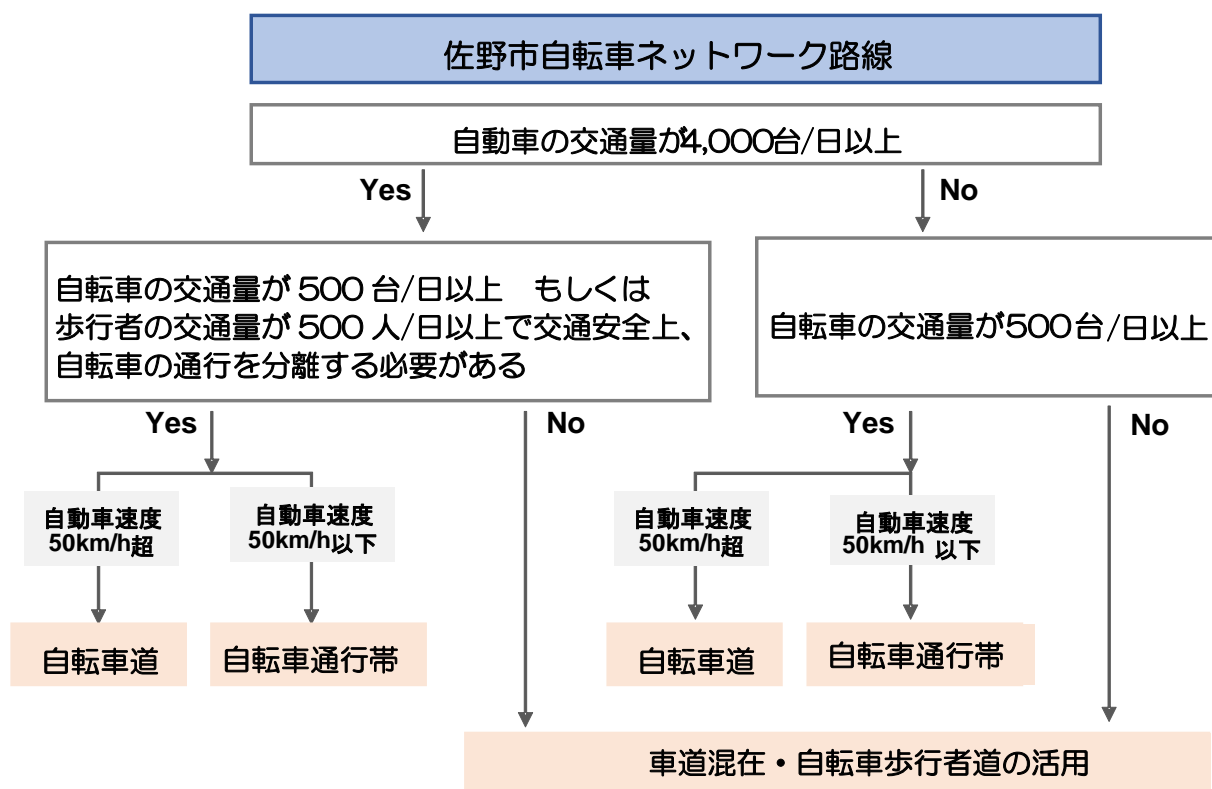 佐野市自転車ネットワーク路線
自動車の交通量が4,000台/日以上
Yes
No
自転車の交通量が500台/日以上　もしくは
歩行者の交通量が500人/日以上で交通安全上、
自転車の通行を分離する必要がある
自転車の交通量が500台/日以上
Yes
No
Yes
No
自動車速度
50km/h超
自動車速度
50km/h以下
自動車速度
50km/h超
自動車速度
50km/h 以下
自転車道
自転車通行帯
自転車道
自転車通行帯
車道混在・自転車歩行者道の活用